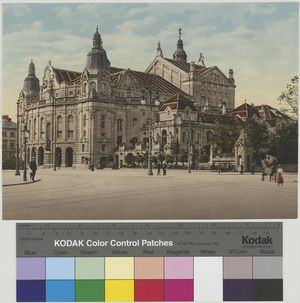 KODAK Color Control Patches
Kodak
Blue Cyan Green Yellow Red Magenta White 3/Color Black